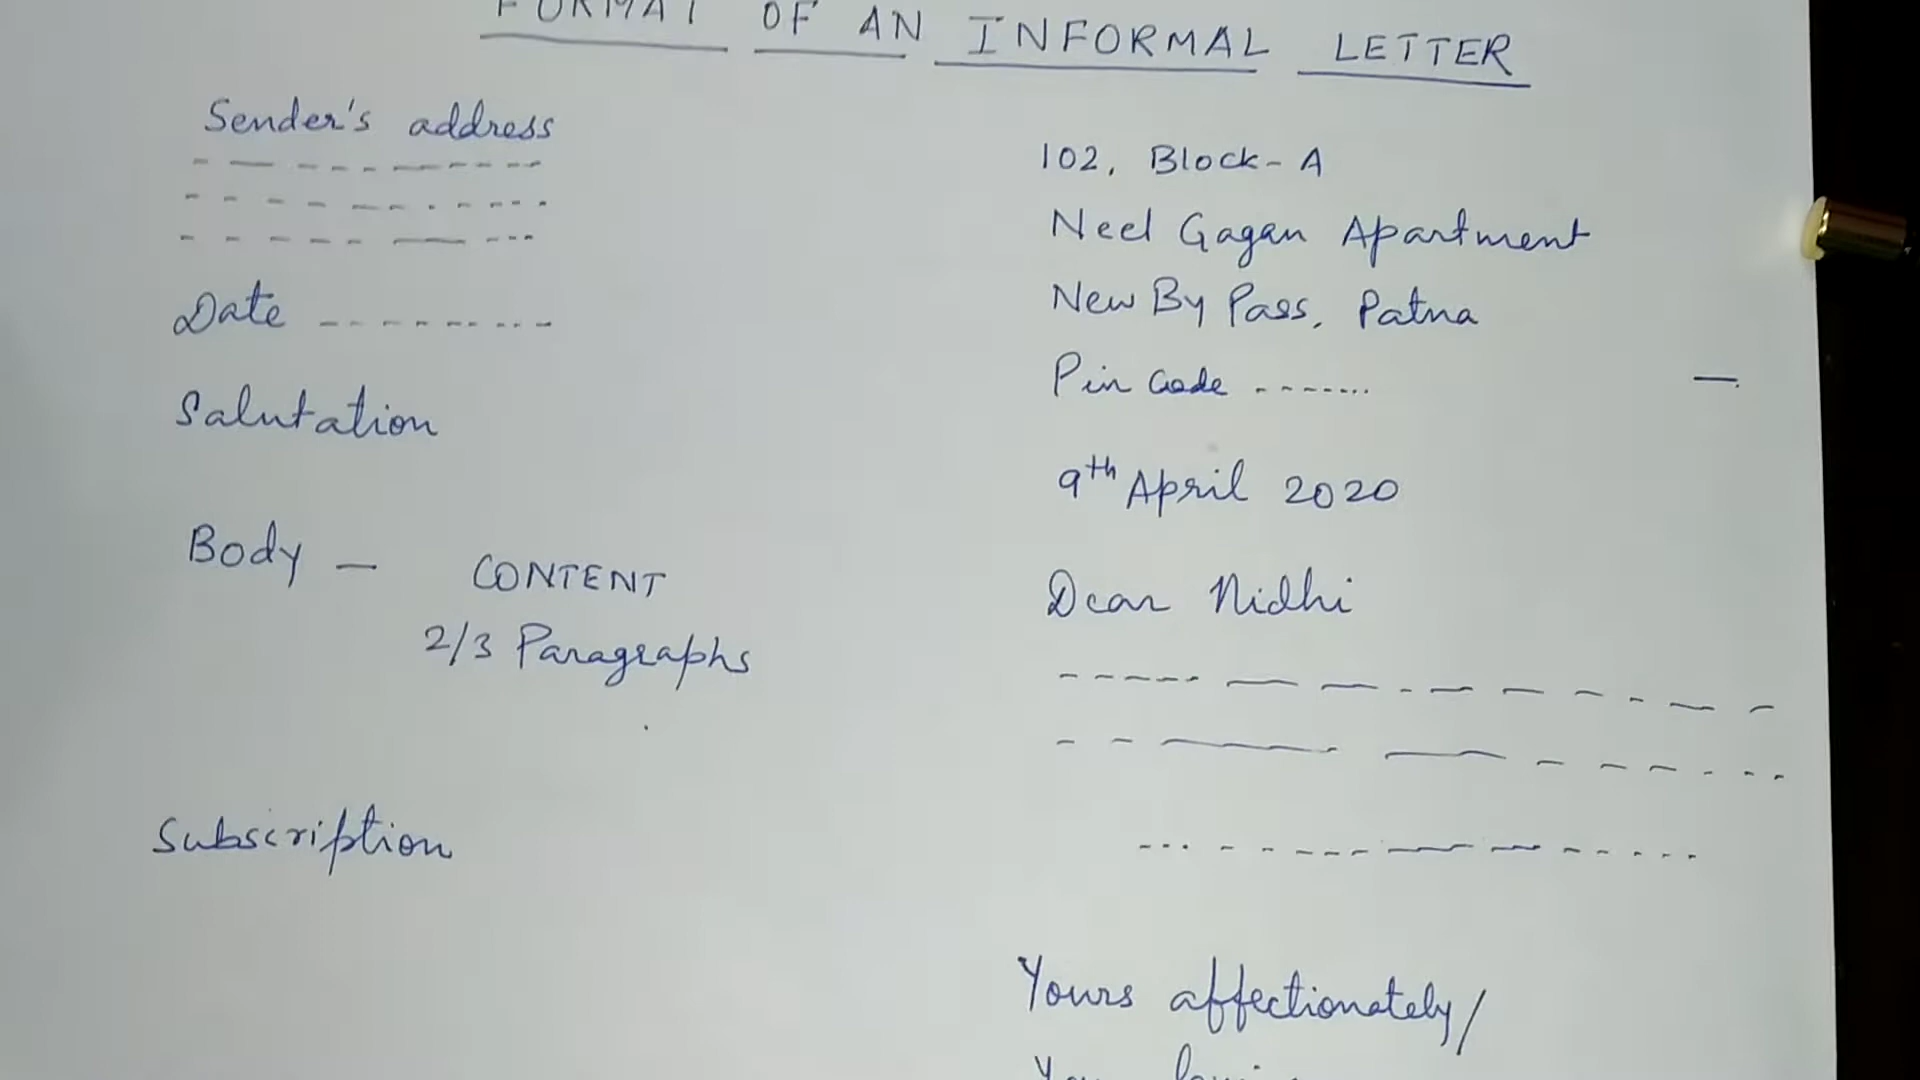 FORMAT OF AN INFORMAL LETTER
Sender's address
Date
Salutation
Body — CONTENT
2/3 Paragraphs
Subscription
102, Block-A
Neel Gagan Apartment
New By Pass, Patna
Pin Code
9th April 2020
Dear Nidhi
Yours affectionately/